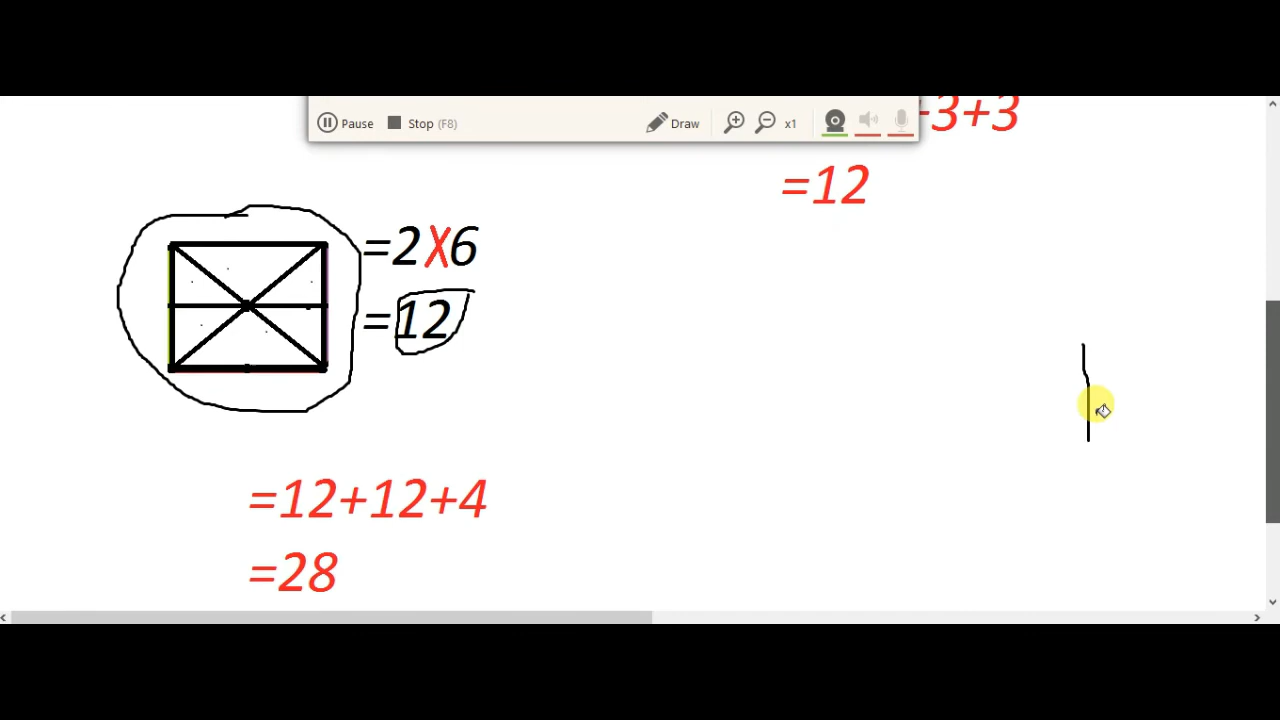 Pause Stop (F8) Draw x1
-3+3
=12
=2X6
=12
=12+12+4
=28